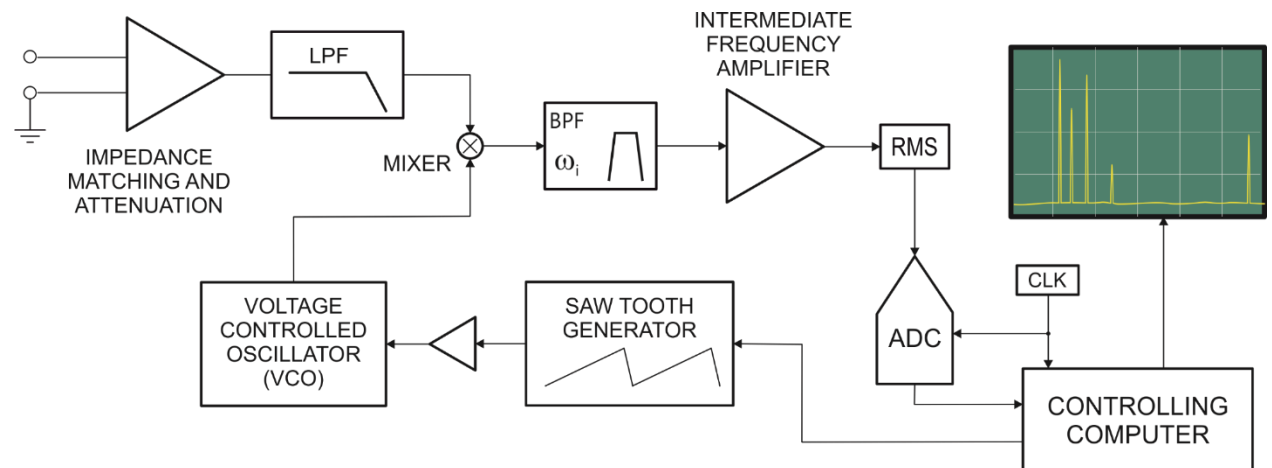 INTERMEDIATE
FREQUENCY
AMPLIFIER
LPF
IMPEDANCE
MATCHING AND
ATTENUATION
MIXER
BPF
ωi
RMS
VOLTAGE
CONTROLLED
OSCILLATOR
(VCO)
SAW TOOTH
GENERATOR
CLK
ADC
CONTROLLING
COMPUTER